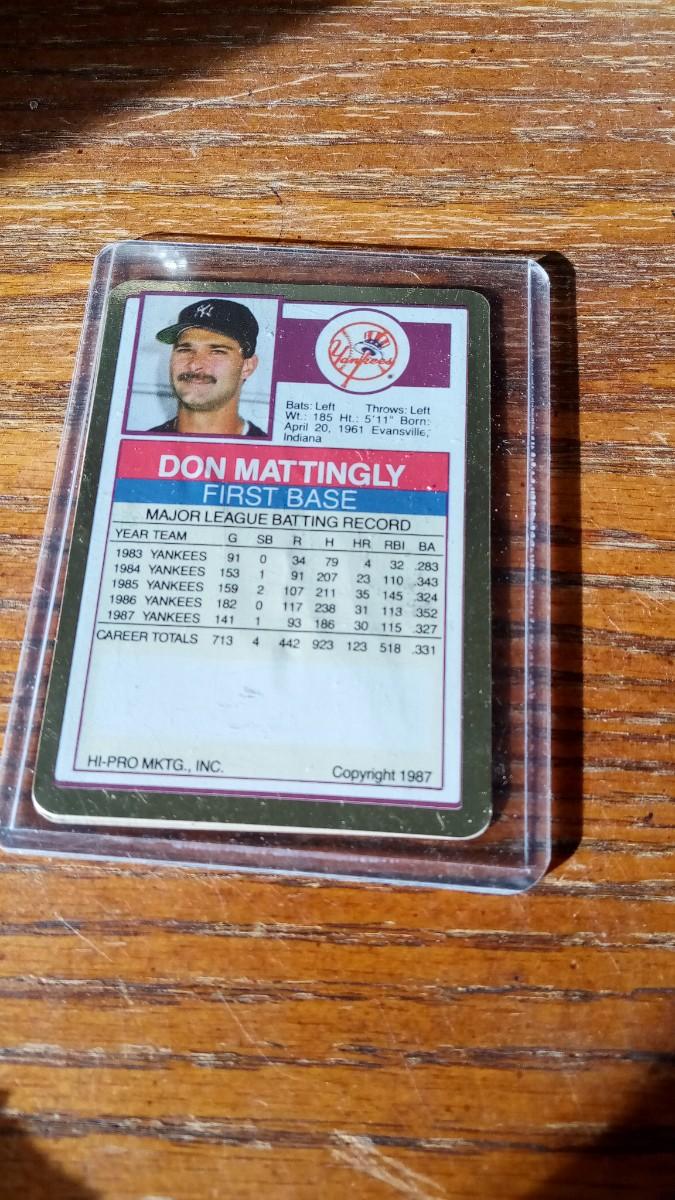 NY
Yankees
Bats: Left Throws: Left
Wt.: 185 Ht.: 5'11" Born:
April 20, 1961 Evansville,
Indiana
DON MATTINGLY
FIRST BASE
MAJOR LEAGUE BATTING RECORD
YEAR TEAM G SB R H HR RBI BA
1983 YANKEES 91 0 34 79 4 32 .283
1984 YANKEES 153 1 91 207 23 110 .343
1985 YANKEES 159 2 107 211 35 145 .324
1986 YANKEES 182 0 117 238 31 113 .352
1987 YANKEES 141 1 93 186 30 115 .327
CAREER TOTALS 713 4 442 923 123 518 .331
HI-PRO MKTG., INC.
Copyright 1987